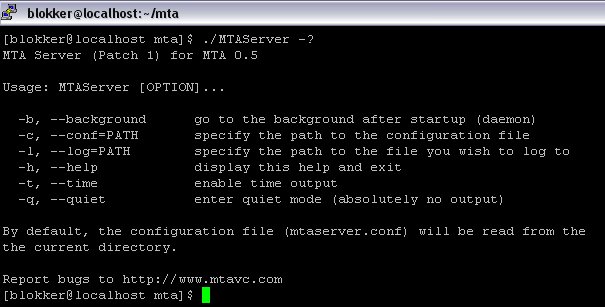 blokker@localhost:~/mta
[blokker@localhost mta]$ ./MTAServer -?
MTA Server (Patch 1) for MTA 0.5
Usage: MTAServer [OPTION]...
-b, --background go to the background after startup (daemon)
-c, --conf=PATH specify the path to the configuration file
-l, --log=PATH specify the path to the file you wish to log to
-h, --help display this help and exit
-t, --time enable time output
-q, --quiet enter quiet mode (absolutely no output)
By default, the configuration file (mtaserver.conf) will be read from the
the current directory.
Report bugs to http://www.mtavc.com
[blokker@localhost mta]$